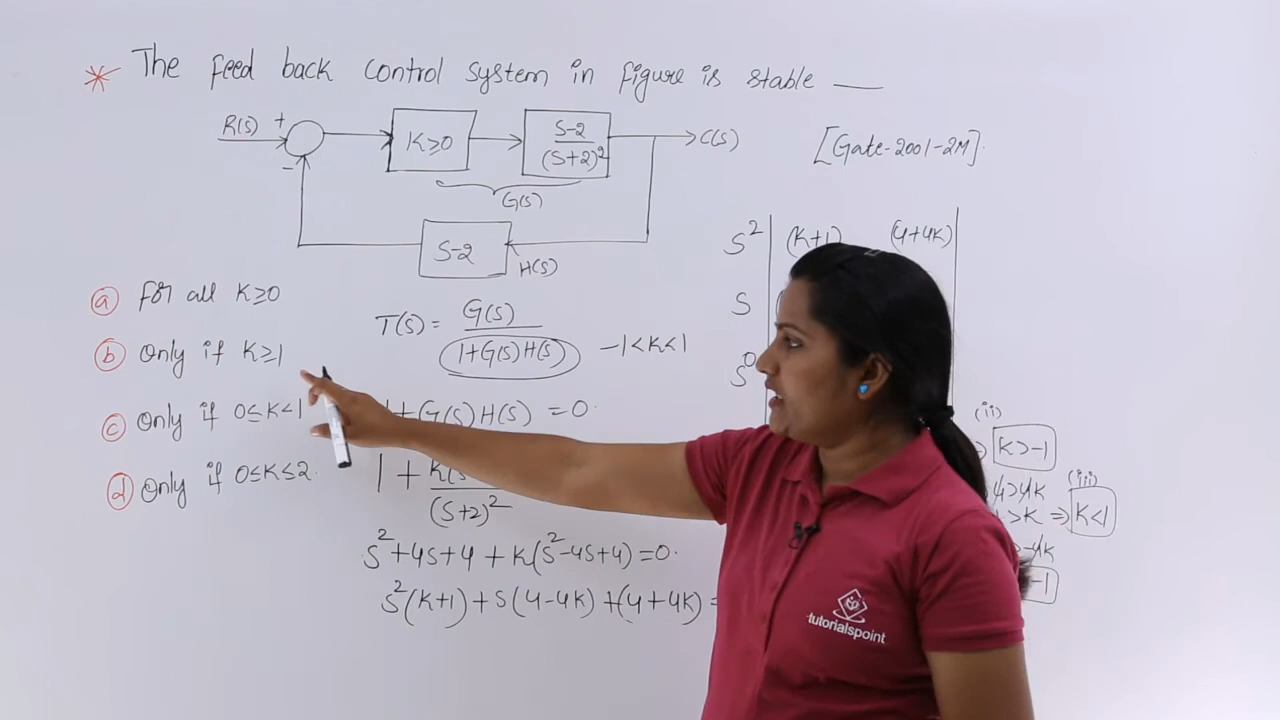 * The feed back control system in figure is stable ___
R(S) + K≥0 S-2/(S+2)² C(S)
-
G(S)
[Gate-2001-2M].
S-2
H(S)
S² (K+1) (4+4K)
S
S⁰
ⓐ for all K≥0
ⓑ Only if K≥1
ⓒ Only if 0≤K<1
ⓓ Only if 0≤K≤2.
T(S) = G(S)/(1+G(S)H(S)) -1<K<1
1+G(S)H(S) = 0.
1 + K(S /(S+2)²
S²+4S+4 + K(S²-4S+4) = 0.
S²(K+1) + S(4-4K) + (4+4K) =
(ii)
K>-1
4>4K (iii)
>K ⇒ K<1
>-4K
-1
tutorialspoint